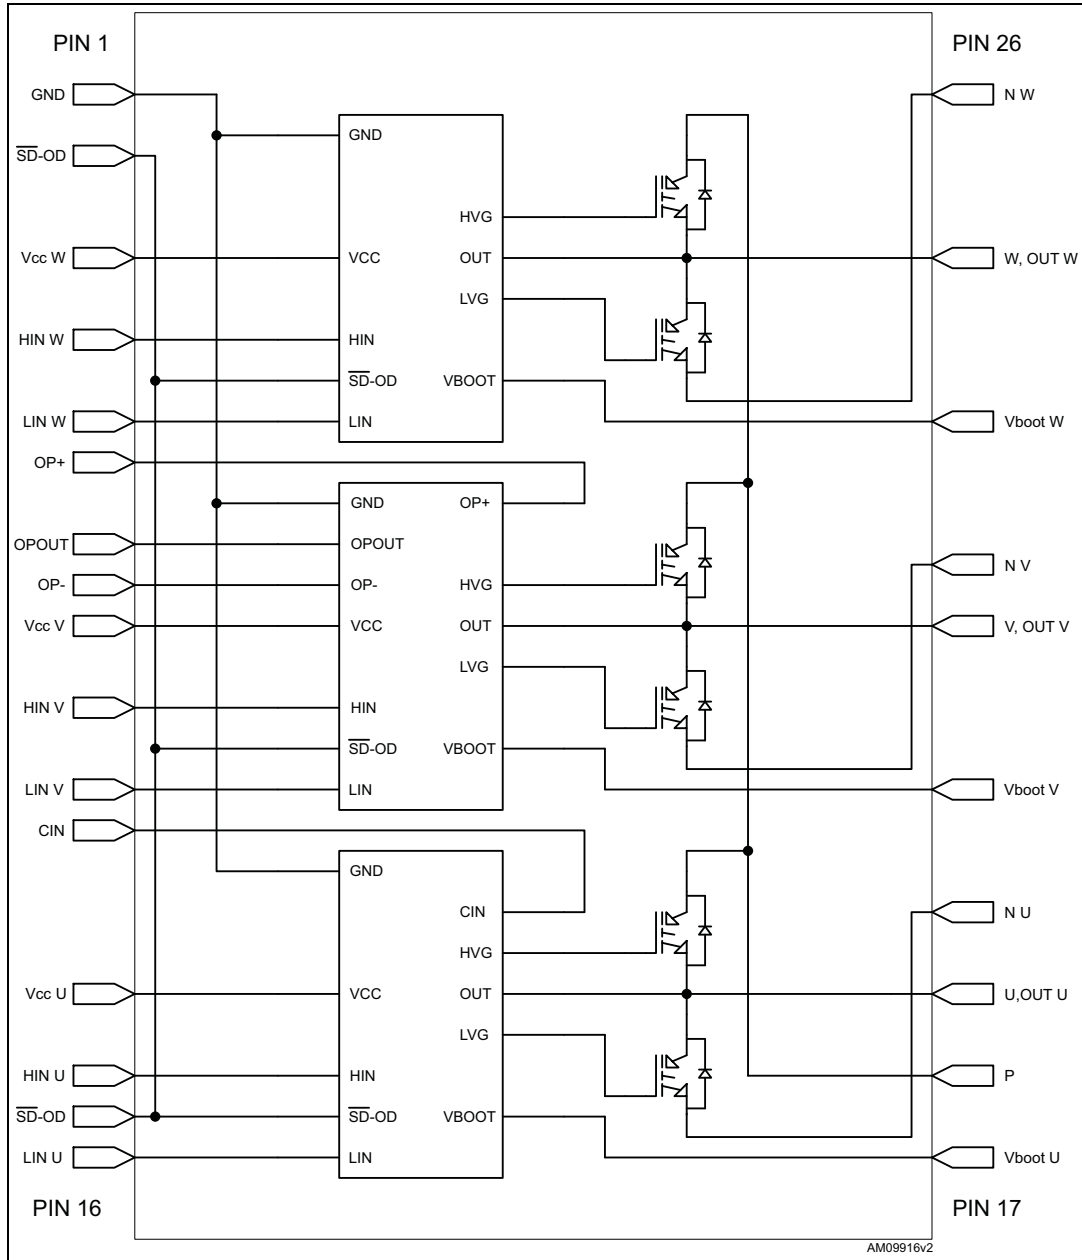 PIN 1
PIN 26
GND
N W
GND
SD-OD
HVG
Vcc W
VCC
OUT
W, OUT W
LVG
HIN W
HIN
SD-OD
VBOOT
LIN W
LIN
Vboot W
OP+
GND
OP+
OPOUT
OPOUT
N V
OP-
OP-
HVG
Vcc V
VCC
OUT
V, OUT V
LVG
HIN V
HIN
SD-OD
VBOOT
LIN V
LIN
Vboot V
CIN
GND
CIN
N U
HVG
Vcc U
VCC
OUT
U,OUT U
LVG
HIN U
HIN
P
SD-OD
SD-OD
VBOOT
LIN U
LIN
Vboot U
PIN 16
PIN 17
AM09916v2